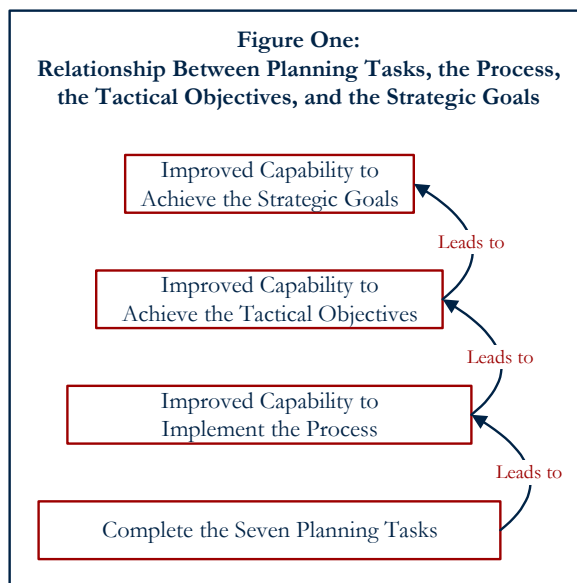 Figure One:
Relationship Between Planning Tasks, the Process,
the Tactical Objectives, and the Strategic Goals
Improved Capability to
Achieve the Strategic Goals
Leads to
Improved Capability to
Achieve the Tactical Objectives
Leads to
Improved Capability to
Implement the Process
Leads to
Complete the Seven Planning Tasks